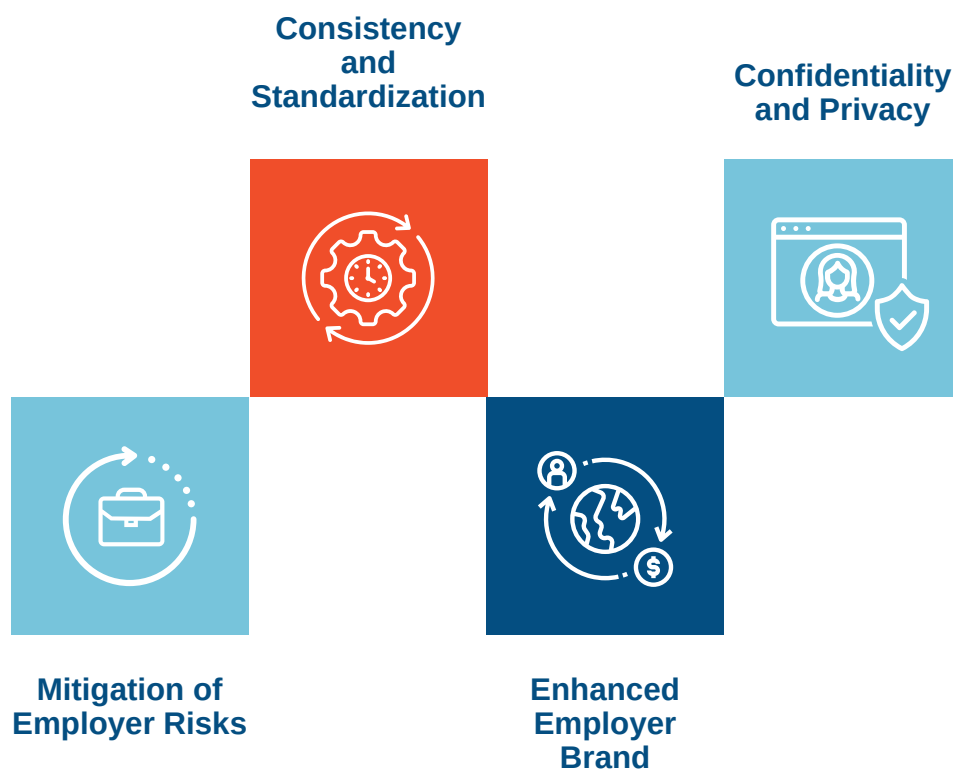 Consistency
and
Standardization
Confidentiality
and Privacy
$
Mitigation of
Employer Risks
Enhanced
Employer
Brand